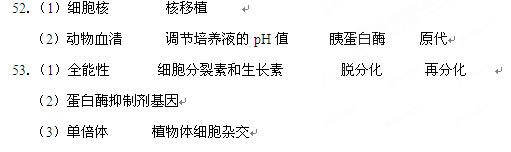 52.（1）细胞核 核移植
（2）动物血清 调节培养液的 pH 值 胰蛋白酶 原代
53.（1）全能性 细胞分裂素和生长素 脱分化 再分化
（2）蛋白酶抑制剂基因
（3）单倍体 植物体细胞杂交